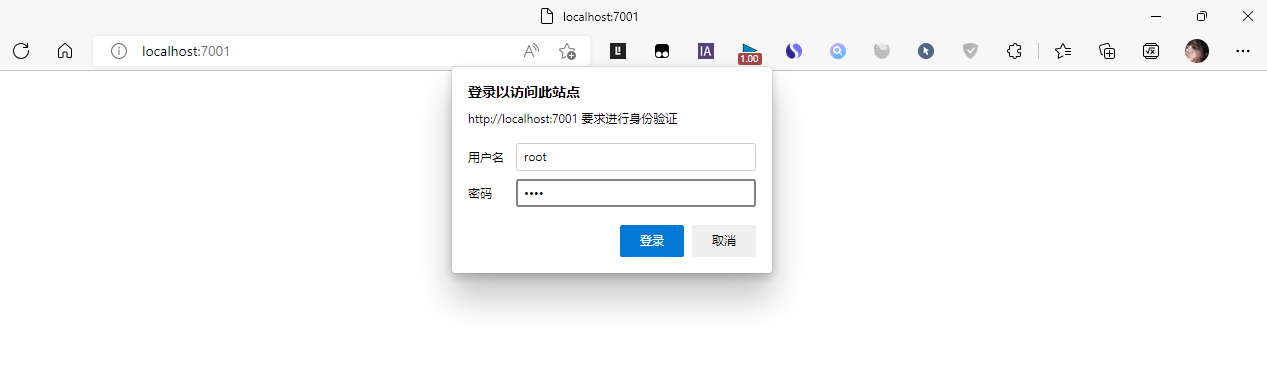 localhost:7001
localhost:7001
A
LI
IA
1.00
登录以访问此站点
http://localhost:7001 要求进行身份验证
用户名 root
密码 ••••
登录 取消